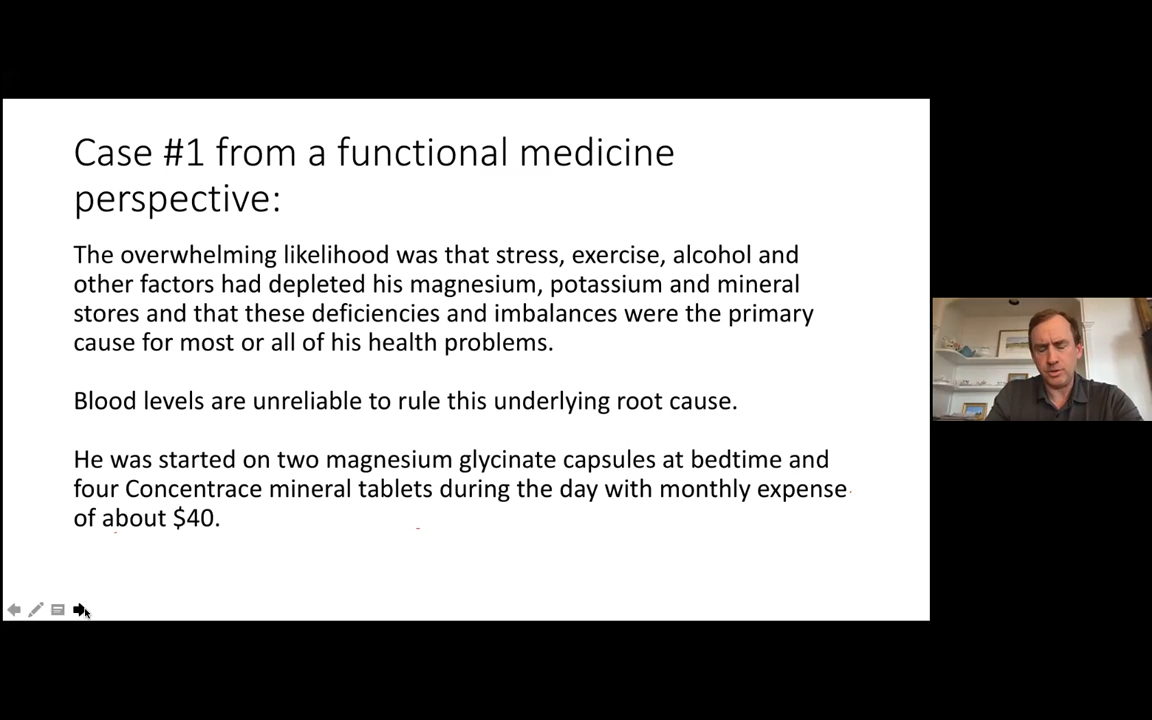 Case #1 from a functional medicine
perspective:
The overwhelming likelihood was that stress, exercise, alcohol and
other factors had depleted his magnesium, potassium and mineral
stores and that these deficiencies and imbalances were the primary
cause for most or all of his health problems.
Blood levels are unreliable to rule this underlying root cause.
He was started on two magnesium glycinate capsules at bedtime and
four Concentrace mineral tablets during the day with monthly expense
of about $40.